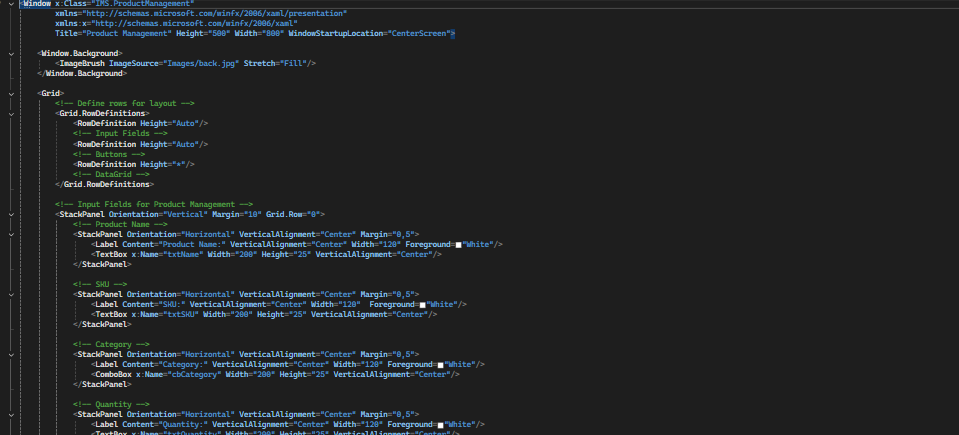 <Window x:Class="IMS.ProductManagement"
xmlns="http://schemas.microsoft.com/winfx/2006/xaml/presentation"
xmlns:x="http://schemas.microsoft.com/winfx/2006/xaml"
Title="Product Management" Height="500" Width="800" WindowStartupLocation="CenterScreen">
<Window.Background>
<ImageBrush ImageSource="Images/back.jpg" Stretch="Fill"/>
</Window.Background>
<Grid>
<!-- Define rows for layout -->
<Grid.RowDefinitions>
<RowDefinition Height="Auto"/>
<!-- Input Fields -->
<RowDefinition Height="Auto"/>
<!-- Buttons -->
<RowDefinition Height="*"/>
<!-- DataGrid -->
</Grid.RowDefinitions>
<!-- Input Fields for Product Management -->
<StackPanel Orientation="Vertical" Margin="10" Grid.Row="0">
<!-- Product Name -->
<StackPanel Orientation="Horizontal" VerticalAlignment="Center" Margin="0,5">
<Label Content="Product Name:" VerticalAlignment="Center" Width="120" Foreground="White"/>
<TextBox x:Name="txtName" Width="200" Height="25" VerticalAlignment="Center"/>
</StackPanel>
<!-- SKU -->
<StackPanel Orientation="Horizontal" VerticalAlignment="Center" Margin="0,5">
<Label Content="SKU:" VerticalAlignment="Center" Width="120"  Foreground="White"/>
<TextBox x:Name="txtSKU" Width="200" Height="25" VerticalAlignment="Center"/>
</StackPanel>
<!-- Category -->
<StackPanel Orientation="Horizontal" VerticalAlignment="Center" Margin="0,5">
<Label Content="Category:" VerticalAlignment="Center" Width="120" Foreground="White"/>
<ComboBox x:Name="cbCategory" Width="200" Height="25" VerticalAlignment="Center"/>
</StackPanel>
<!-- Quantity -->
<StackPanel Orientation="Horizontal" VerticalAlignment="Center" Margin="0,5">
<Label Content="Quantity:" VerticalAlignment="Center" Width="120" Foreground="White"/>
<TextBox x:Name="txtQuantity" Width="200" Height="25" VerticalAlignment="Center"/>